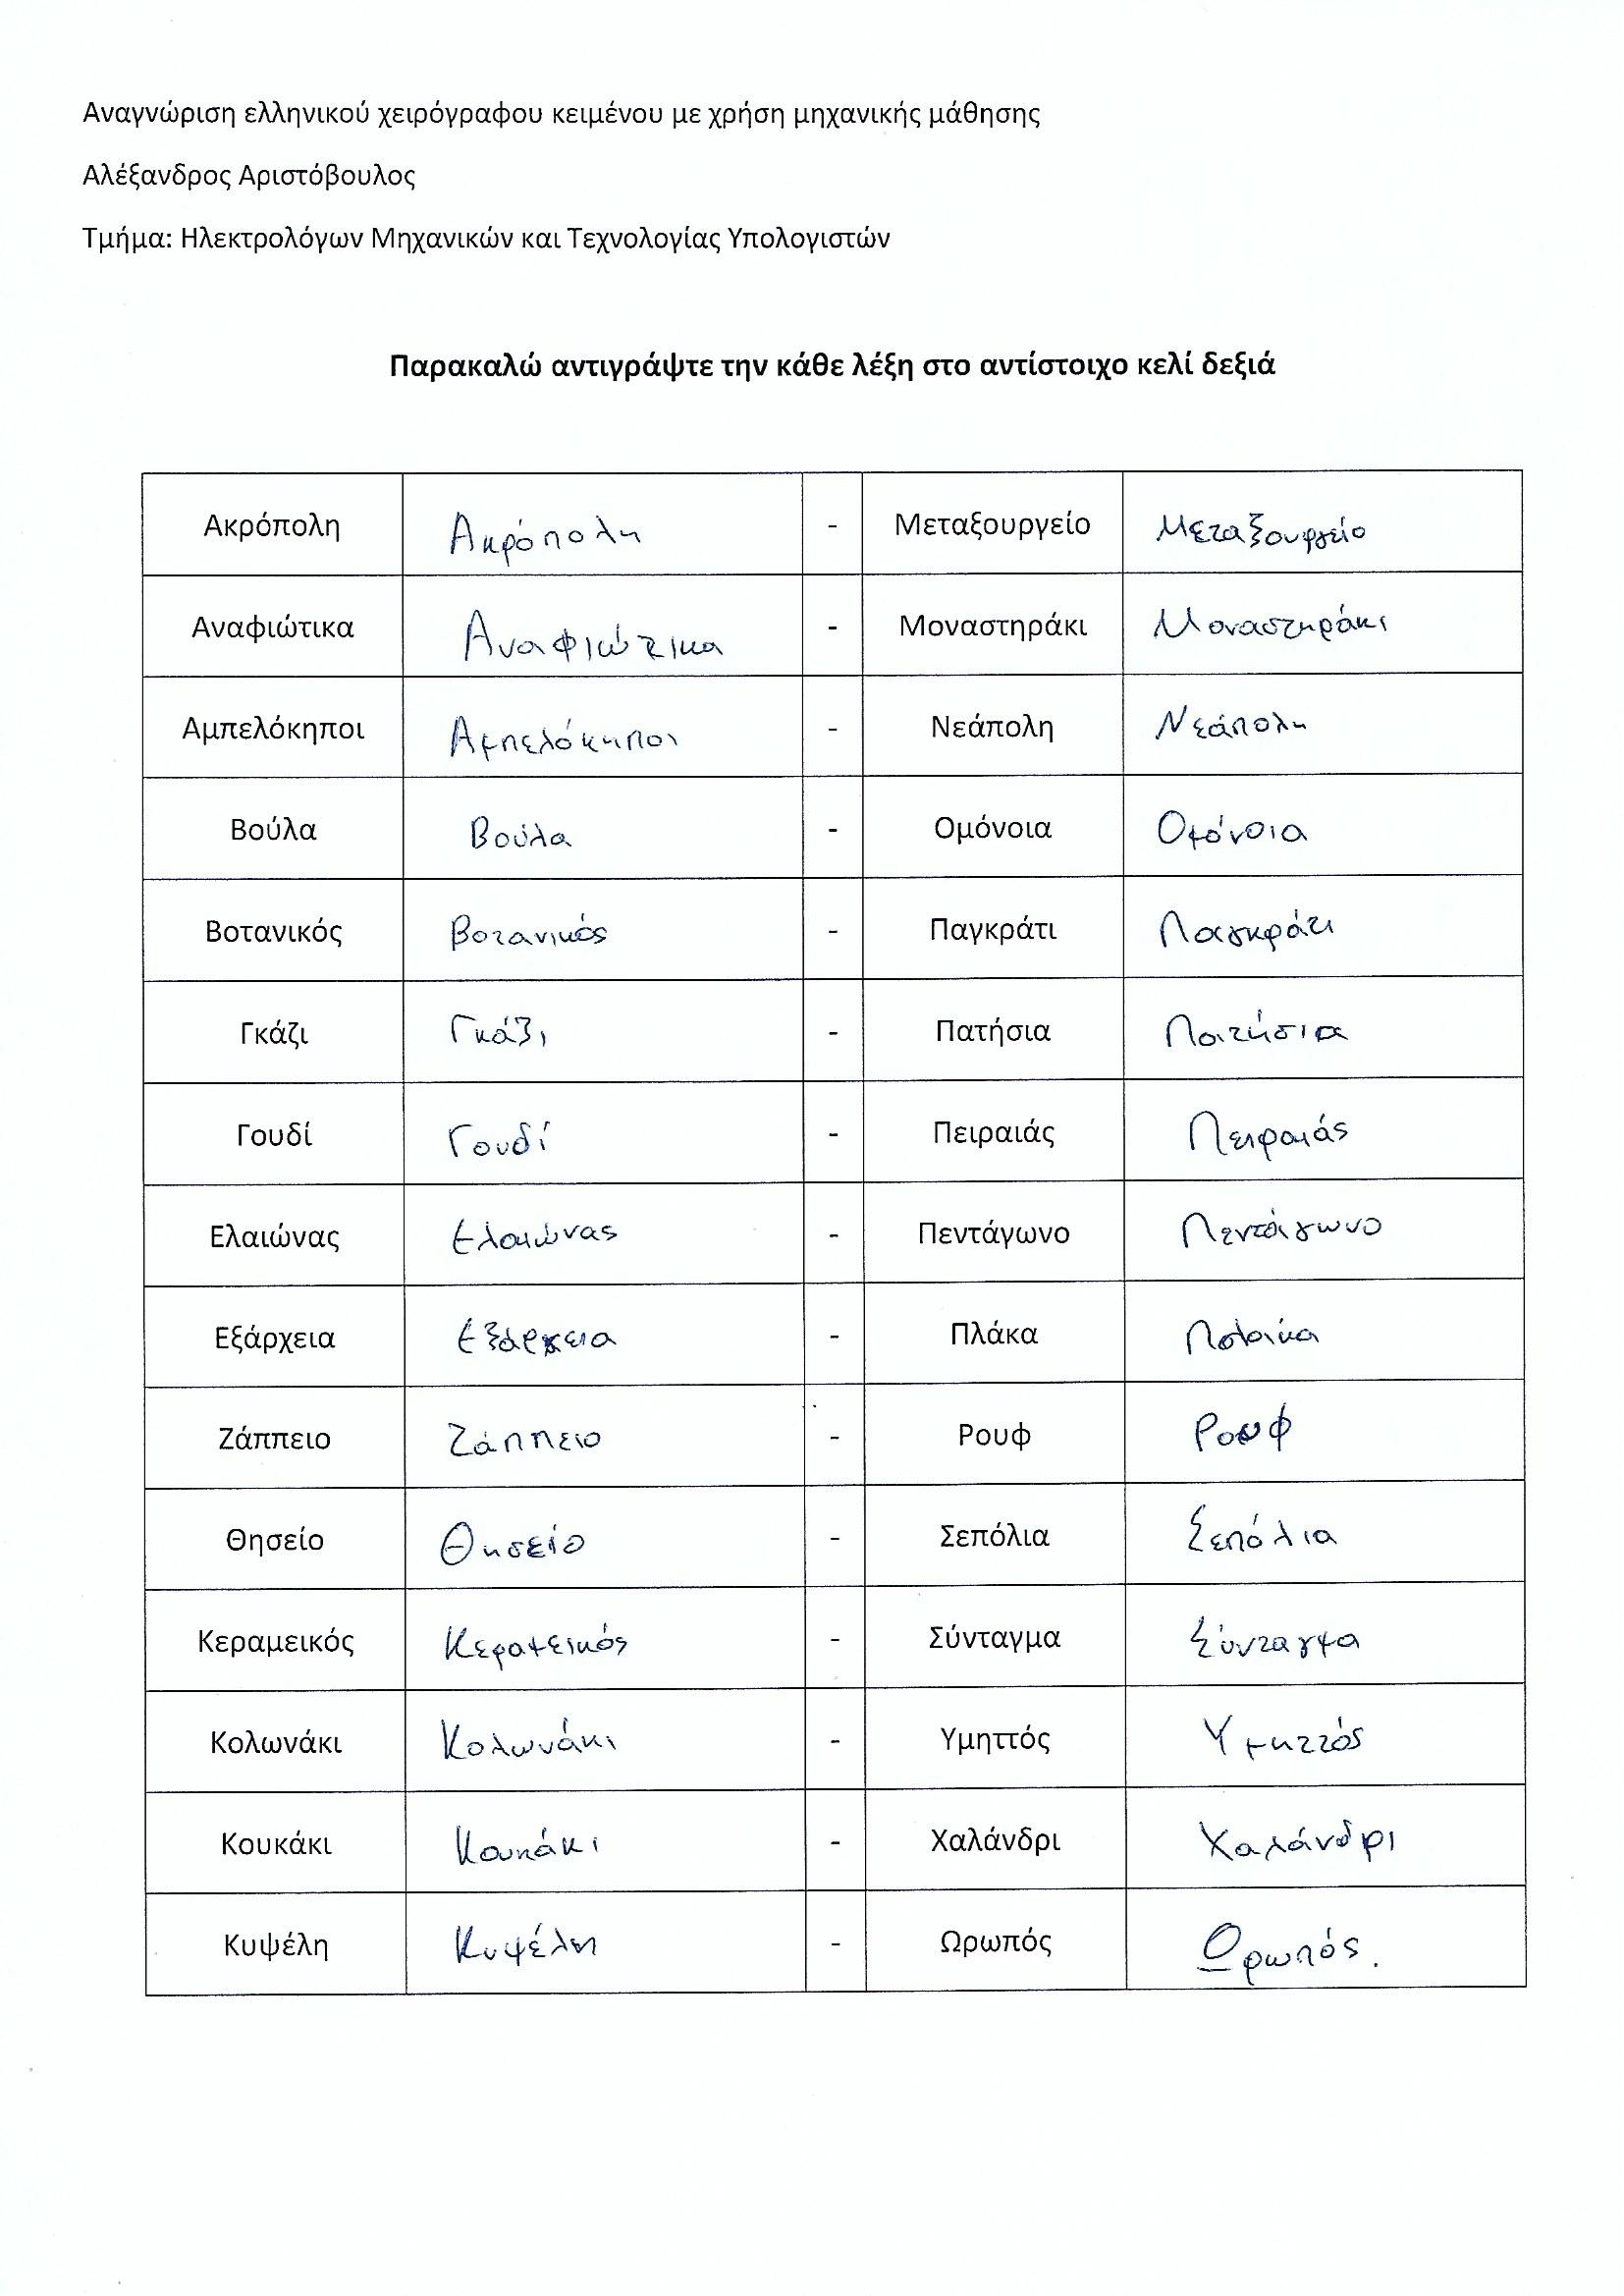 Αναγνώριση ελληνικού χειρόγραφου κειμένου με χρήση μηχανικής μάθησης
Αλέξανδρος Αριστόβουλος
Τμήμα: Ηλεκτρολόγων Μηχανικών και Τεχνολογίας Υπολογιστών
Παρακαλώ αντιγράψτε την κάθε λέξη στο αντίστοιχο κελί δεξιά
Ακρόπολη Ακρόπολη - Μεταξουργείο Μεταξουργείο
Αναφιώτικα Αναφιώτικα - Μοναστηράκι Μοναστηράκι
Αμπελόκηποι Αμπελόκηποι - Νεάπολη Νεάπολη
Βούλα Βούλα - Ομόνοια Ομόνοια
Βοτανικός Βοτανικός - Παγκράτι Παγκράτι
Γκάζι Γκάζι - Πατήσια Πατήσια
Γουδί Γουδί - Πειραιάς Πειραιάς
Ελαιώνας Ελαιώνας - Πεντάγωνο Πεντάγωνο
Εξάρχεια Εξάρχεια - Πλάκα Πλάκα
Ζάππειο Ζάππειο - Ρουφ Ρουφ
Θησείο Θησείο - Σεπόλια Σεπόλια
Κεραμεικός Κεραμεικός - Σύνταγμα Σύνταγμα
Κολωνάκι Κολωνάκι - Υμηττός Υμηττός
Κουκάκι Κουκάκι - Χαλάνδρι Χαλάνδρι
Κυψέλη Κυψέλη - Ωρωπός Ωρωπός.